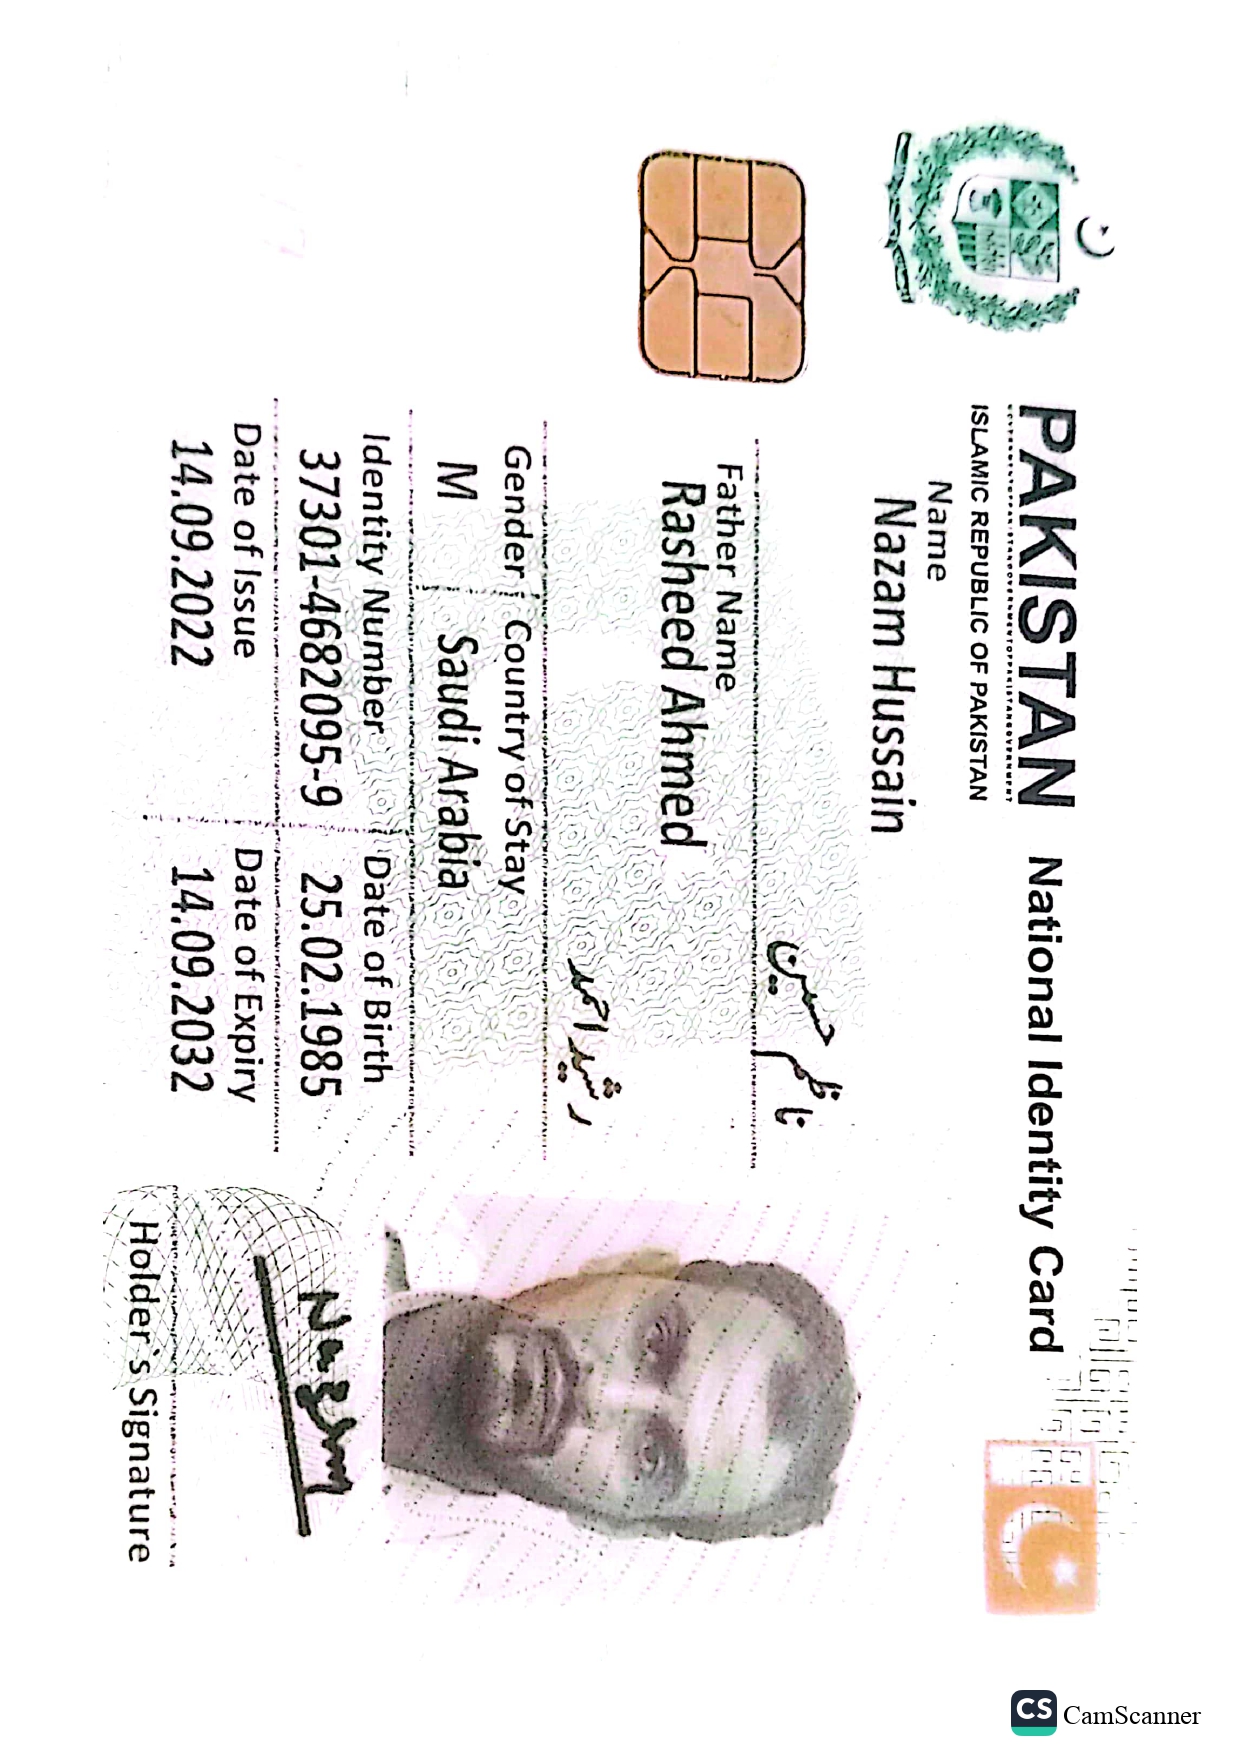 PAKISTAN National Identity Card
ISLAMIC REPUBLIC OF PAKISTAN
Name
Nazam Hussain
ناظم حسین
Father Name
Rasheed Ahmed
رشید احمد
Gender Country of Stay
M Saudi Arabia
Identity Number Date of Birth
37301-4682095-9 25.02.1985
Date of Issue Date of Expiry
14.09.2022 14.09.2032
Nazam
Holder's Signature
CS CamScanner